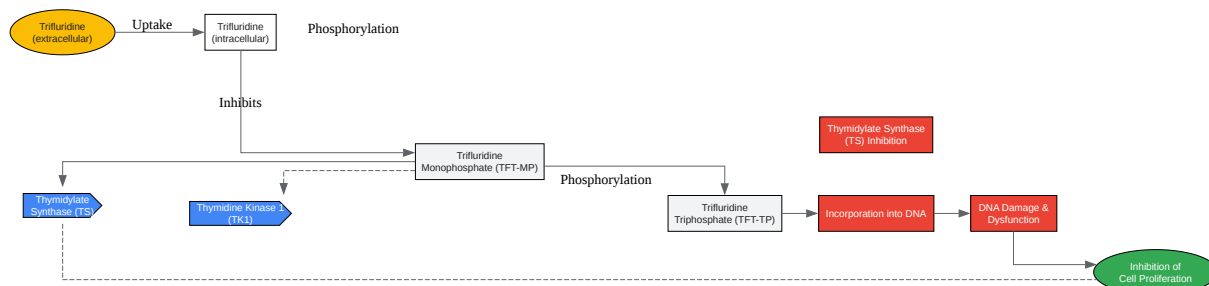 Trifluridine
(extracellular)
Uptake
Trifluridine
(intracellular)
Phosphorylation
Inhibits
Trifluridine
Monophosphate (TFT-MP)
Thymidylate Synthase
(TS) Inhibition
Phosphorylation
Thymidylate
Synthase (TS)
Thymidine Kinase 1
(TK1)
Trifluridine
Triphosphate (TFT-TP)
Incorporation into DNA
DNA Damage &
Dysfunction
Inhibition of
Cell Proliferation